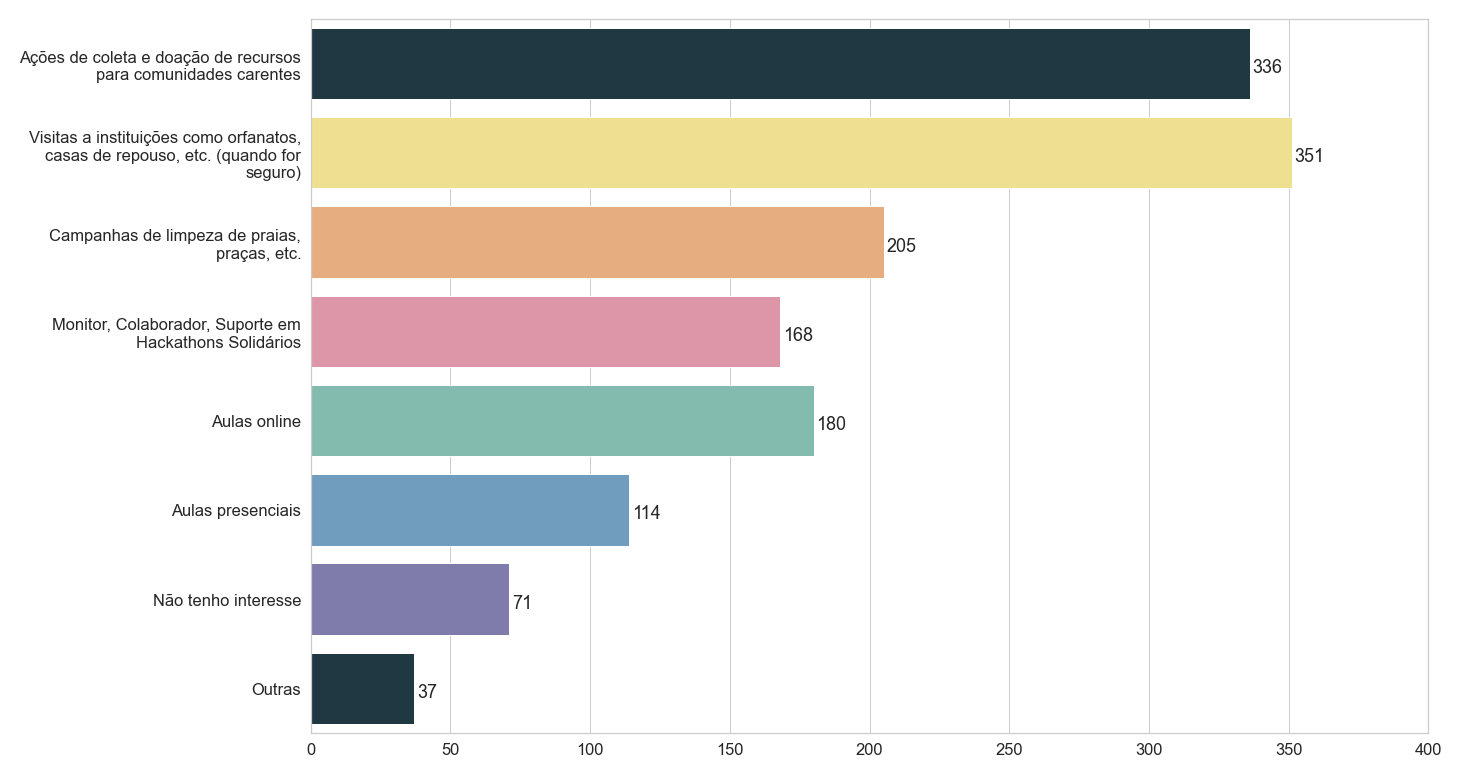 Ações de coleta e doação de recursos
para comunidades carentes
336
Visitas a instituições como orfanatos,
casas de repouso, etc. (quando for
seguro)
351
Campanhas de limpeza de praias,
praças, etc.
205
Monitor, Colaborador, Suporte em
Hackathons Solidários
168
Aulas online
180
Aulas presenciais
114
Não tenho interesse
71
Outras
37
0 50 100 150 200 250 300 350 400